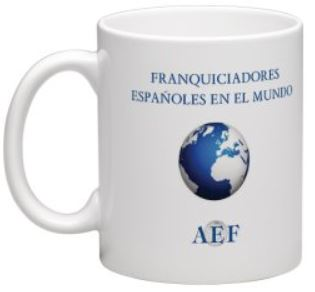 FRANQUICIADORES
ESPAÑOLES EN EL MUNDO
AEF